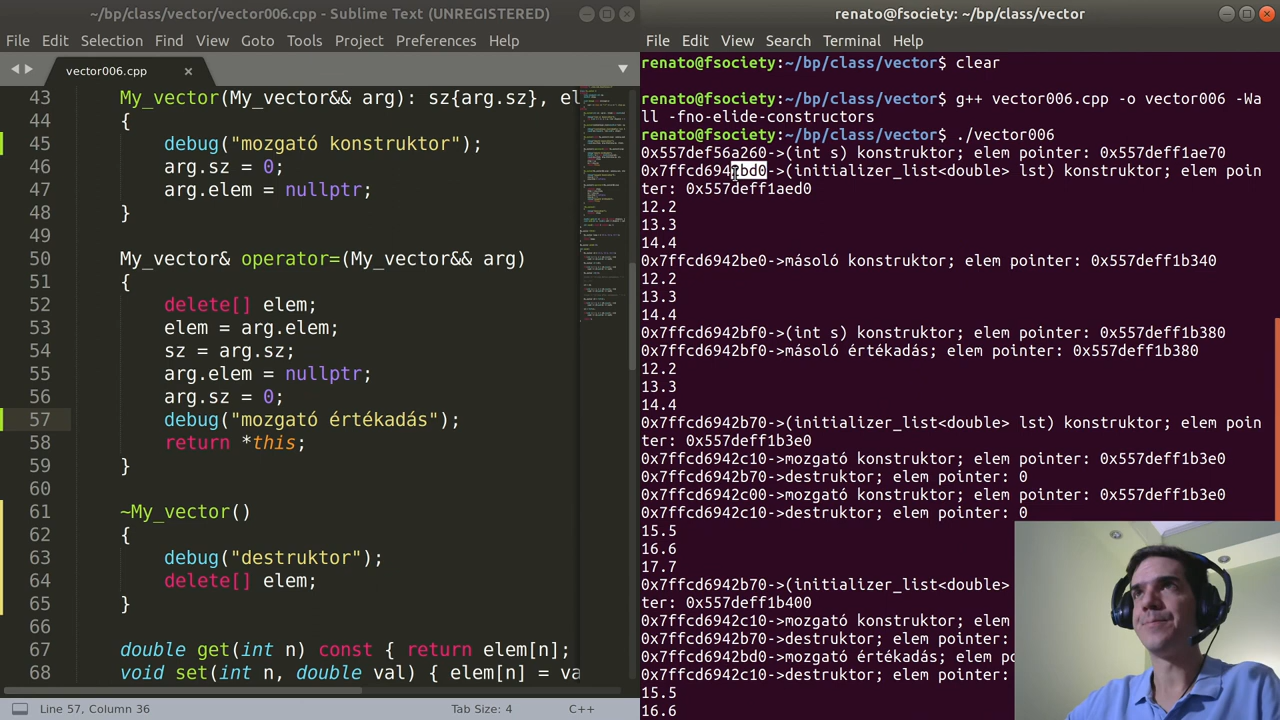 ~/bp/class/vector/vector006.cpp - Sublime Text (UNREGISTERED)
File Edit Selection Find View Goto Tools Project Preferences Help
vector006.cpp
43 My_vector(My_vector&& arg): sz{arg.sz}, el
44 {
45 debug("mozgató konstruktor");
46 arg.sz = 0;
47 arg.elem = nullptr;
48 }
49
50 My_vector& operator=(My_vector&& arg)
51 {
52 delete[] elem;
53 elem = arg.elem;
54 sz = arg.sz;
55 arg.elem = nullptr;
56 arg.sz = 0;
57 debug("mozgató értékadás");
58 return *this;
59 }
60
61 ~My_vector()
62 {
63 debug("destruktor");
64 delete[] elem;
65 }
66
67 double get(int n) const { return elem[n];
68 void set(int n, double val) { elem[n] = va
Line 57, Column 36 Tab Size: 4 C++
renato@fsociety: ~/bp/class/vector
File Edit View Search Terminal Help
renato@fsociety:~/bp/class/vector$ clear
renato@fsociety:~/bp/class/vector$ g++ vector006.cpp -o vector006 -Wa
ll -fno-elide-constructors
renato@fsociety:~/bp/class/vector$ ./vector006
0x557def56a260->(int s) konstruktor; elem pointer: 0x557deff1ae70
0x7ffcd6942bd0->(initializer_list<double> lst) konstruktor; elem poin
ter: 0x557deff1aed0
12.2
13.3
14.4
0x7ffcd6942be0->másoló konstruktor; elem pointer: 0x557deff1b340
12.2
13.3
14.4
0x7ffcd6942bf0->(int s) konstruktor; elem pointer: 0x557deff1b380
0x7ffcd6942bf0->másoló értékadás; elem pointer: 0x557deff1b380
12.2
13.3
14.4
0x7ffcd6942b70->(initializer_list<double> lst) konstruktor; elem poin
ter: 0x557deff1b3e0
0x7ffcd6942c10->mozgató konstruktor; elem pointer: 0x557deff1b3e0
0x7ffcd6942b70->destruktor; elem pointer: 0
0x7ffcd6942c00->mozgató konstruktor; elem pointer: 0x557deff1b3e0
0x7ffcd6942c10->destruktor; elem pointer: 0
15.5
16.6
17.7
0x7ffcd6942b70->(initializer_list<double>
ter: 0x557deff1b400
0x7ffcd6942c10->mozgató konstruktor; elem
0x7ffcd6942b70->destruktor; elem pointer:
0x7ffcd6942bd0->mozgató értékadás; elem po
0x7ffcd6942c10->destruktor; elem pointer:
15.5
16.6